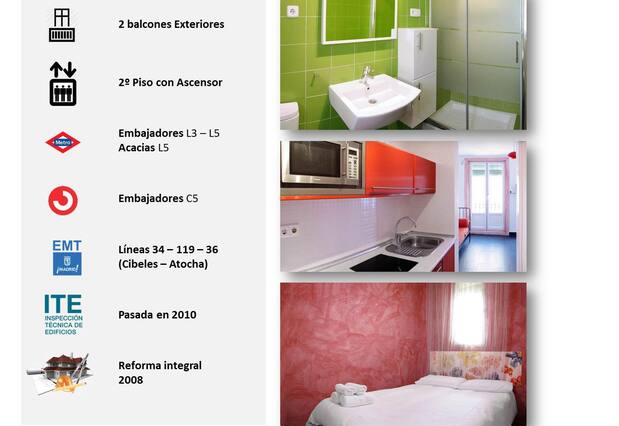 2 balcones Exteriores
2º Piso con Ascensor
Metro
Embajadores L3 – L5
Acacias L5
Embajadores C5
EMT
¡MADRID!
Líneas 34 – 119 – 36
(Cibeles – Atocha)
ITE
INSPECCIÓN
TÉCNICA DE
EDIFICIOS
Pasada en 2010
Reforma integral
2008